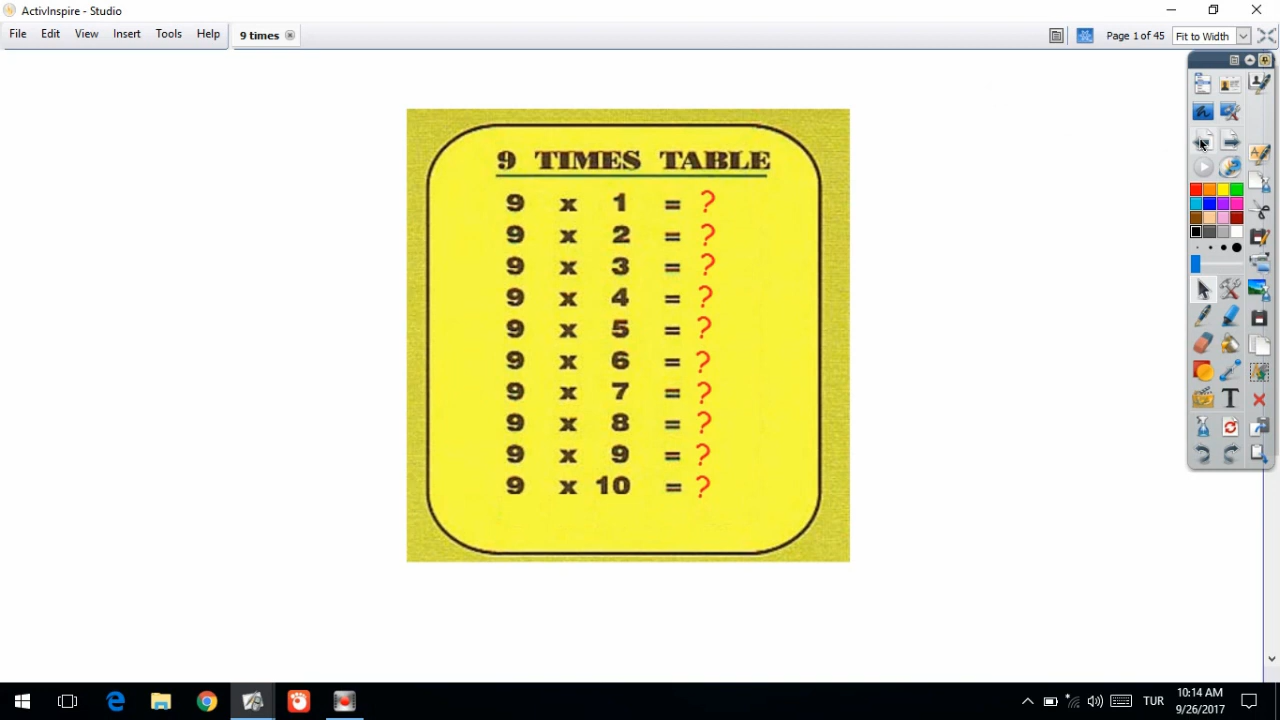 ActivInspire - Studio
File Edit View Insert Tools Help
9 times
Page 1 of 45
Fit to Width
9 TIMES TABLE
9 x 1 = ?
9 x 2 = ?
9 x 3 = ?
9 x 4 = ?
9 x 5 = ?
9 x 6 = ?
9 x 7 = ?
9 x 8 = ?
9 x 9 = ?
9 x 10 = ?
TUR
10:14 AM
9/26/2017